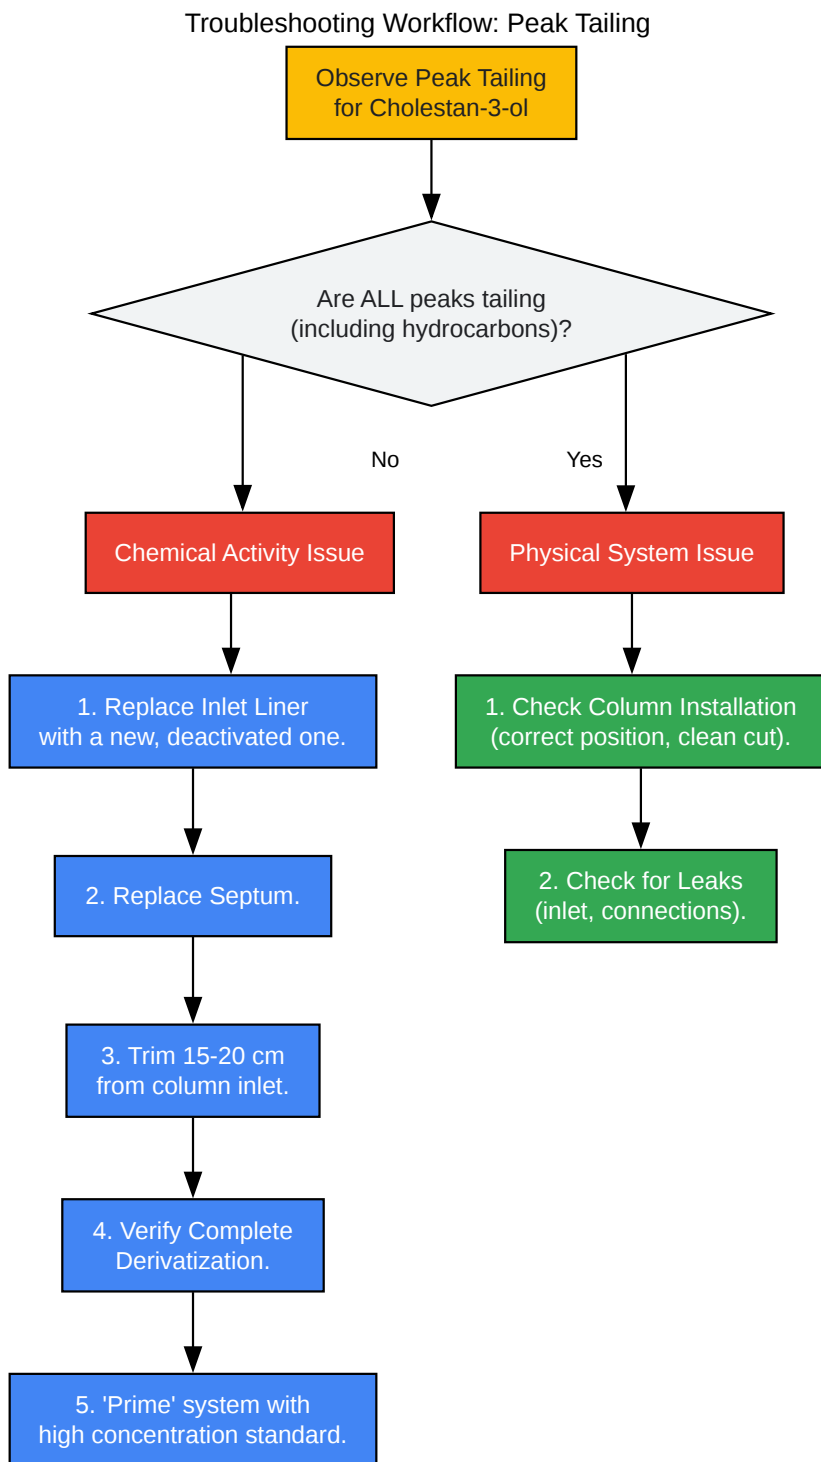 Troubleshooting Workflow: Peak Tailing
Observe Peak Tailing
for Cholestan-3-ol
Are ALL peaks tailing
(including hydrocarbons)?
No
Yes
Chemical Activity Issue
Physical System Issue
1. Replace Inlet Liner
with a new, deactivated one.
1. Check Column Installation
(correct position, clean cut).
2. Replace Septum.
2. Check for Leaks
(inlet, connections).
3. Trim 15-20 cm
from column inlet.
4. Verify Complete
Derivatization.
5. 'Prime' system with
high concentration standard.